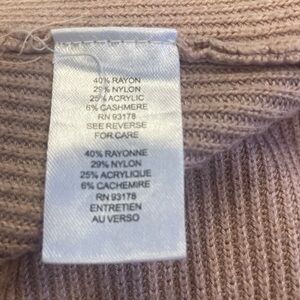 40% RAYON
29% NYLON
25% ACRYLIC
6% CASHMERE
RN 93178
SEE REVERSE
FOR CARE
40% RAYONNE
29% NYLON
25% ACRYLIQUE
6% CACHEMIRE
RN 93178
ENTRETIEN
AU VERSO